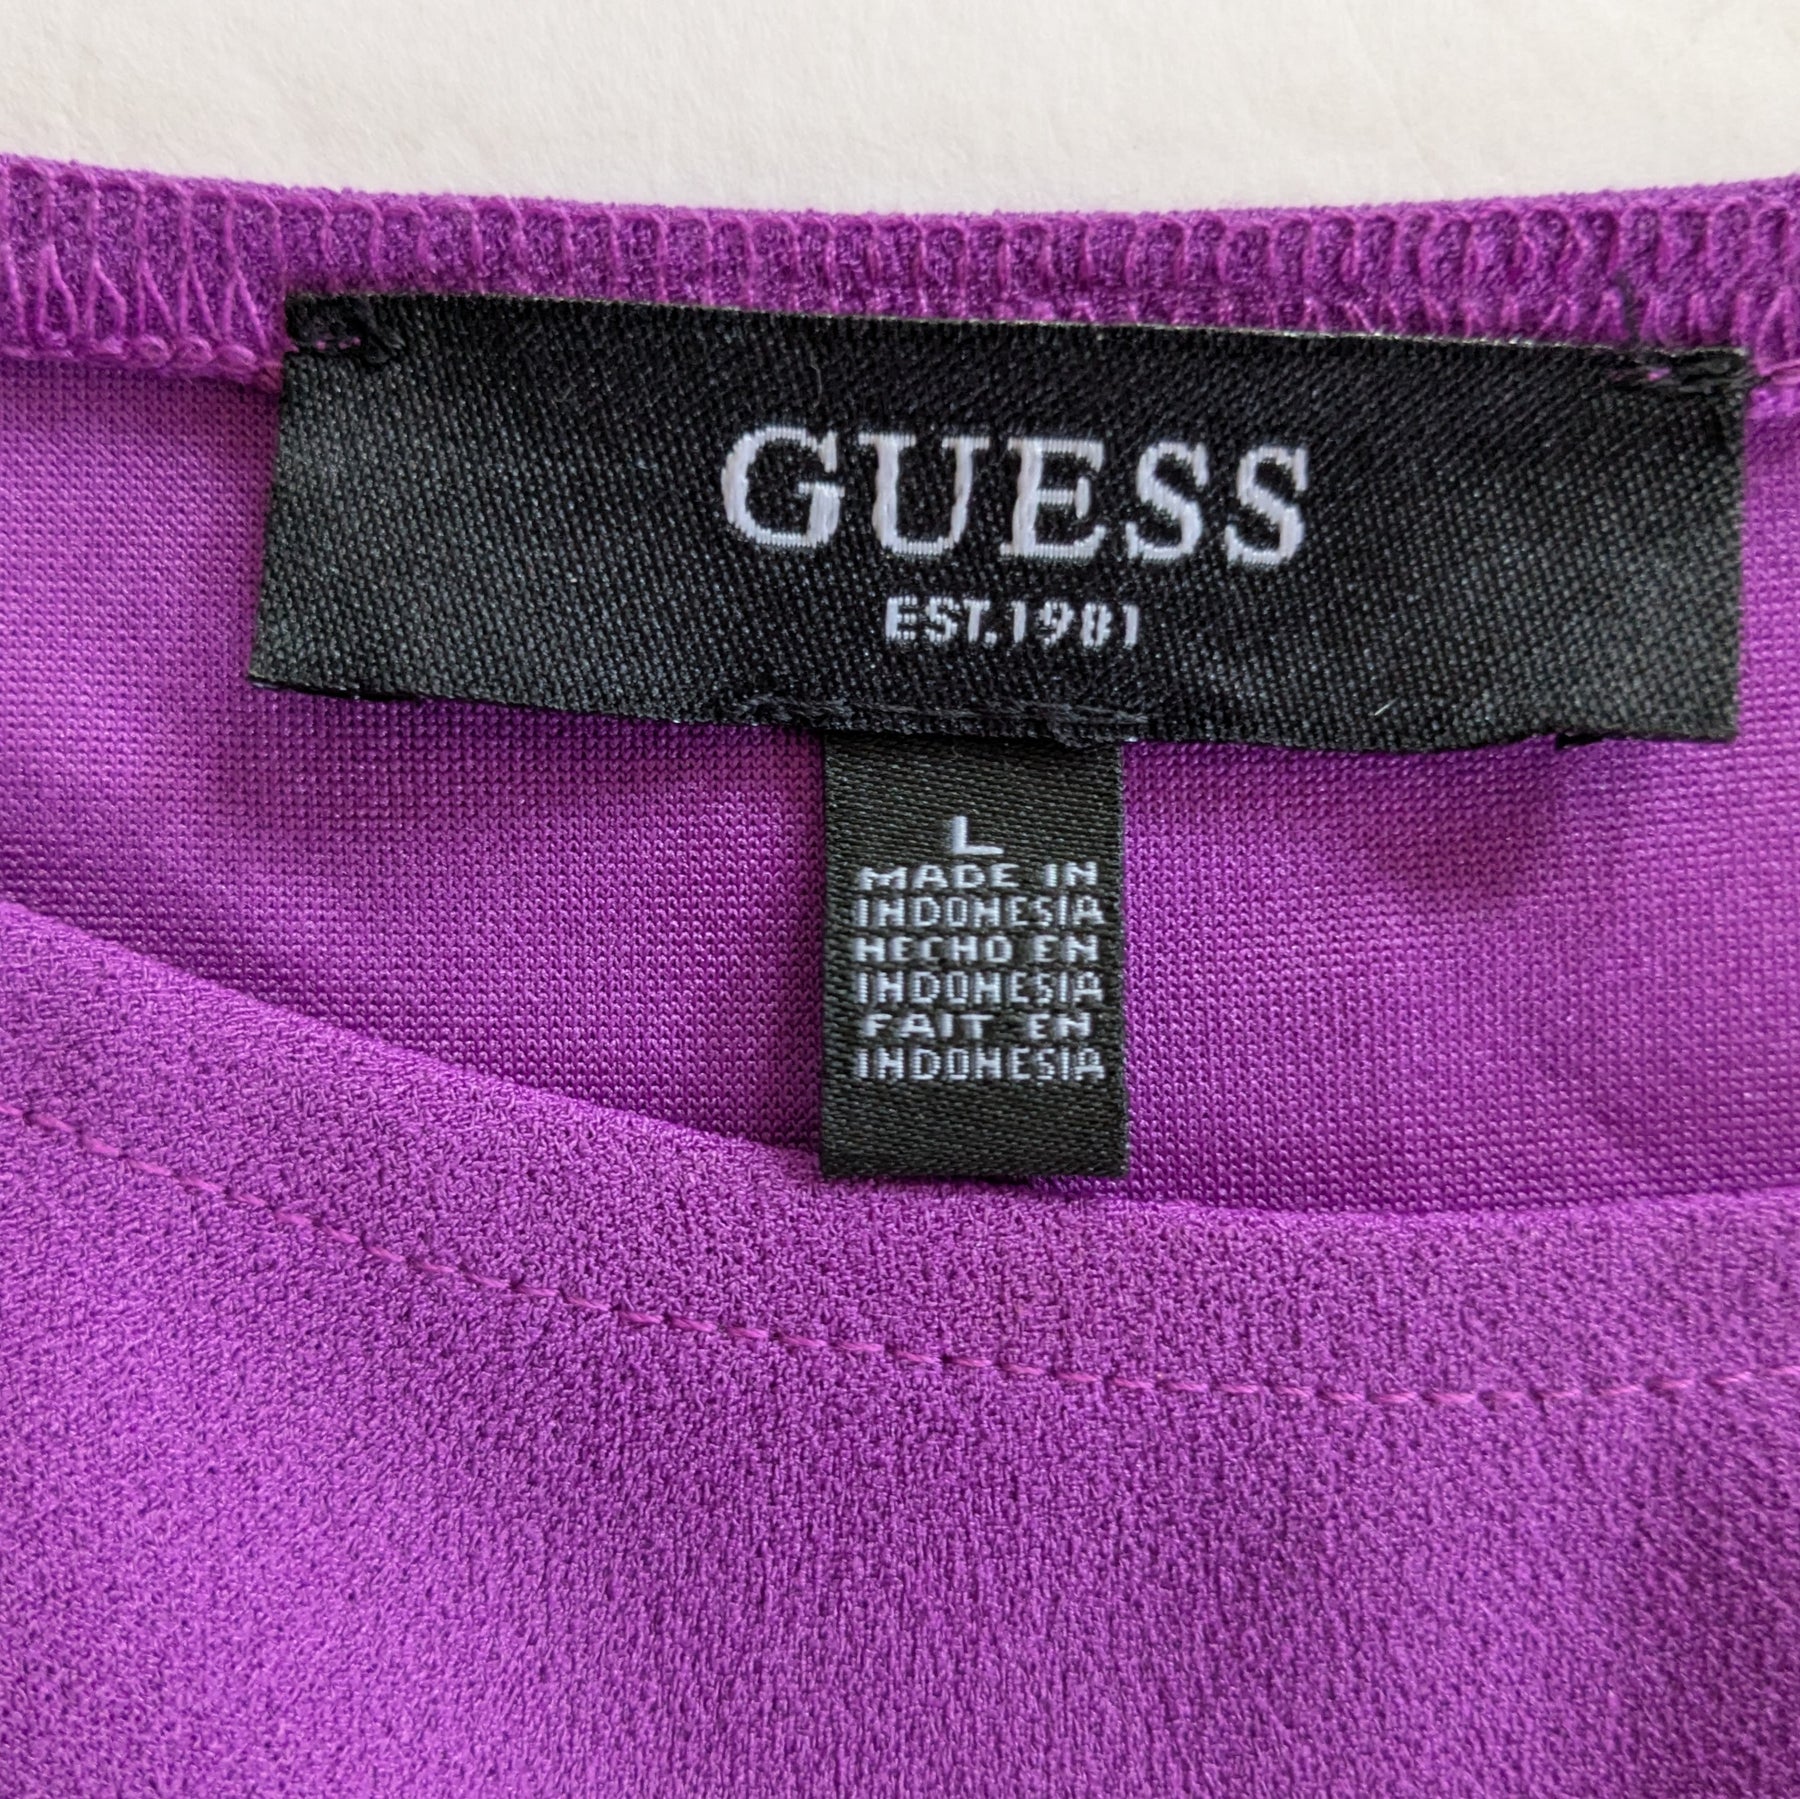 GUESS
EST.1981
L
MADE IN
INDONESIA
HECHO EN
INDONESIA
FAIT EN
INDONESIA